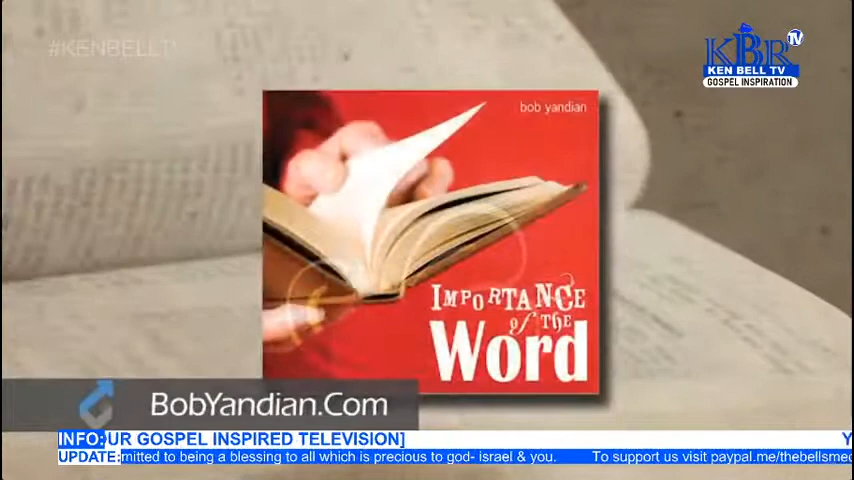 #KENBELLTV
KBR TV
KEN BELL TV
GOSPEL INSPIRATION
bob yandian
IMPORTANCE
of THE
Word
BobYandian.Com
INFO: UR GOSPEL INSPIRED TELEVISION] Y
UPDATE: mitted to being a blessing to all which is precious to god- israel & you. To support us visit paypal.me/thebellsmed